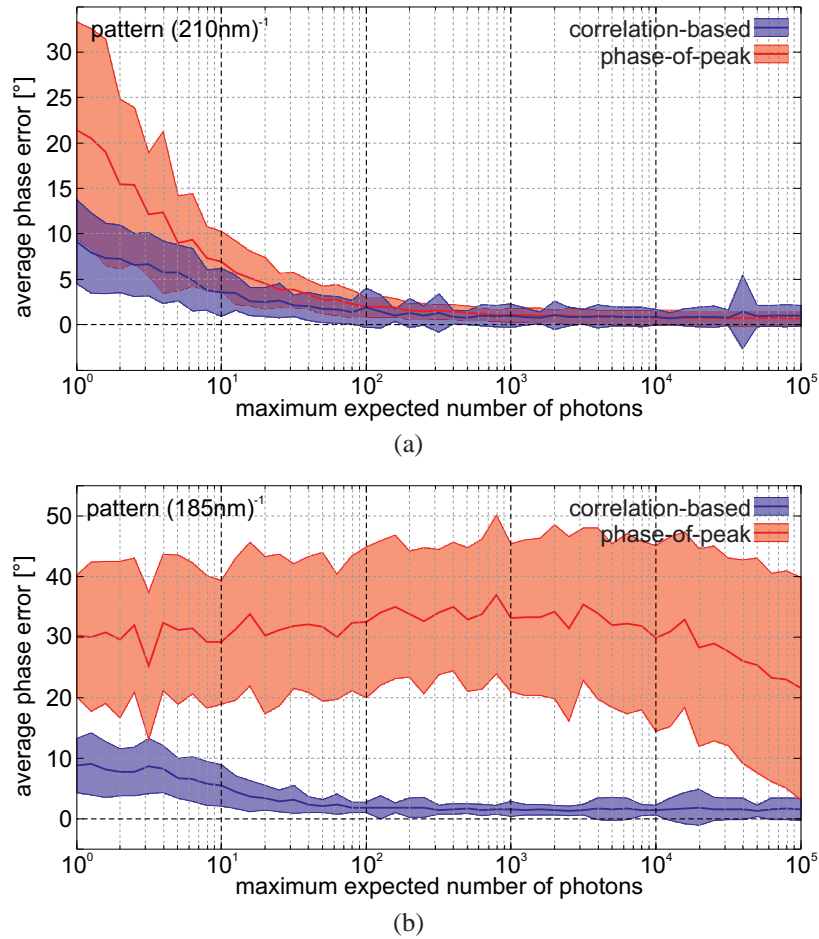 pattern (210nm)⁻¹
correlation-based
phase-of-peak
average phase error [°]
30
25
20
15
10
5
0
10⁰ 10¹ 10² 10³ 10⁴ 10⁵
maximum expected number of photons
(a)
pattern (185nm)⁻¹
correlation-based
phase-of-peak
average phase error [°]
50
40
30
20
10
0
10⁰ 10¹ 10² 10³ 10⁴ 10⁵
maximum expected number of photons
(b)